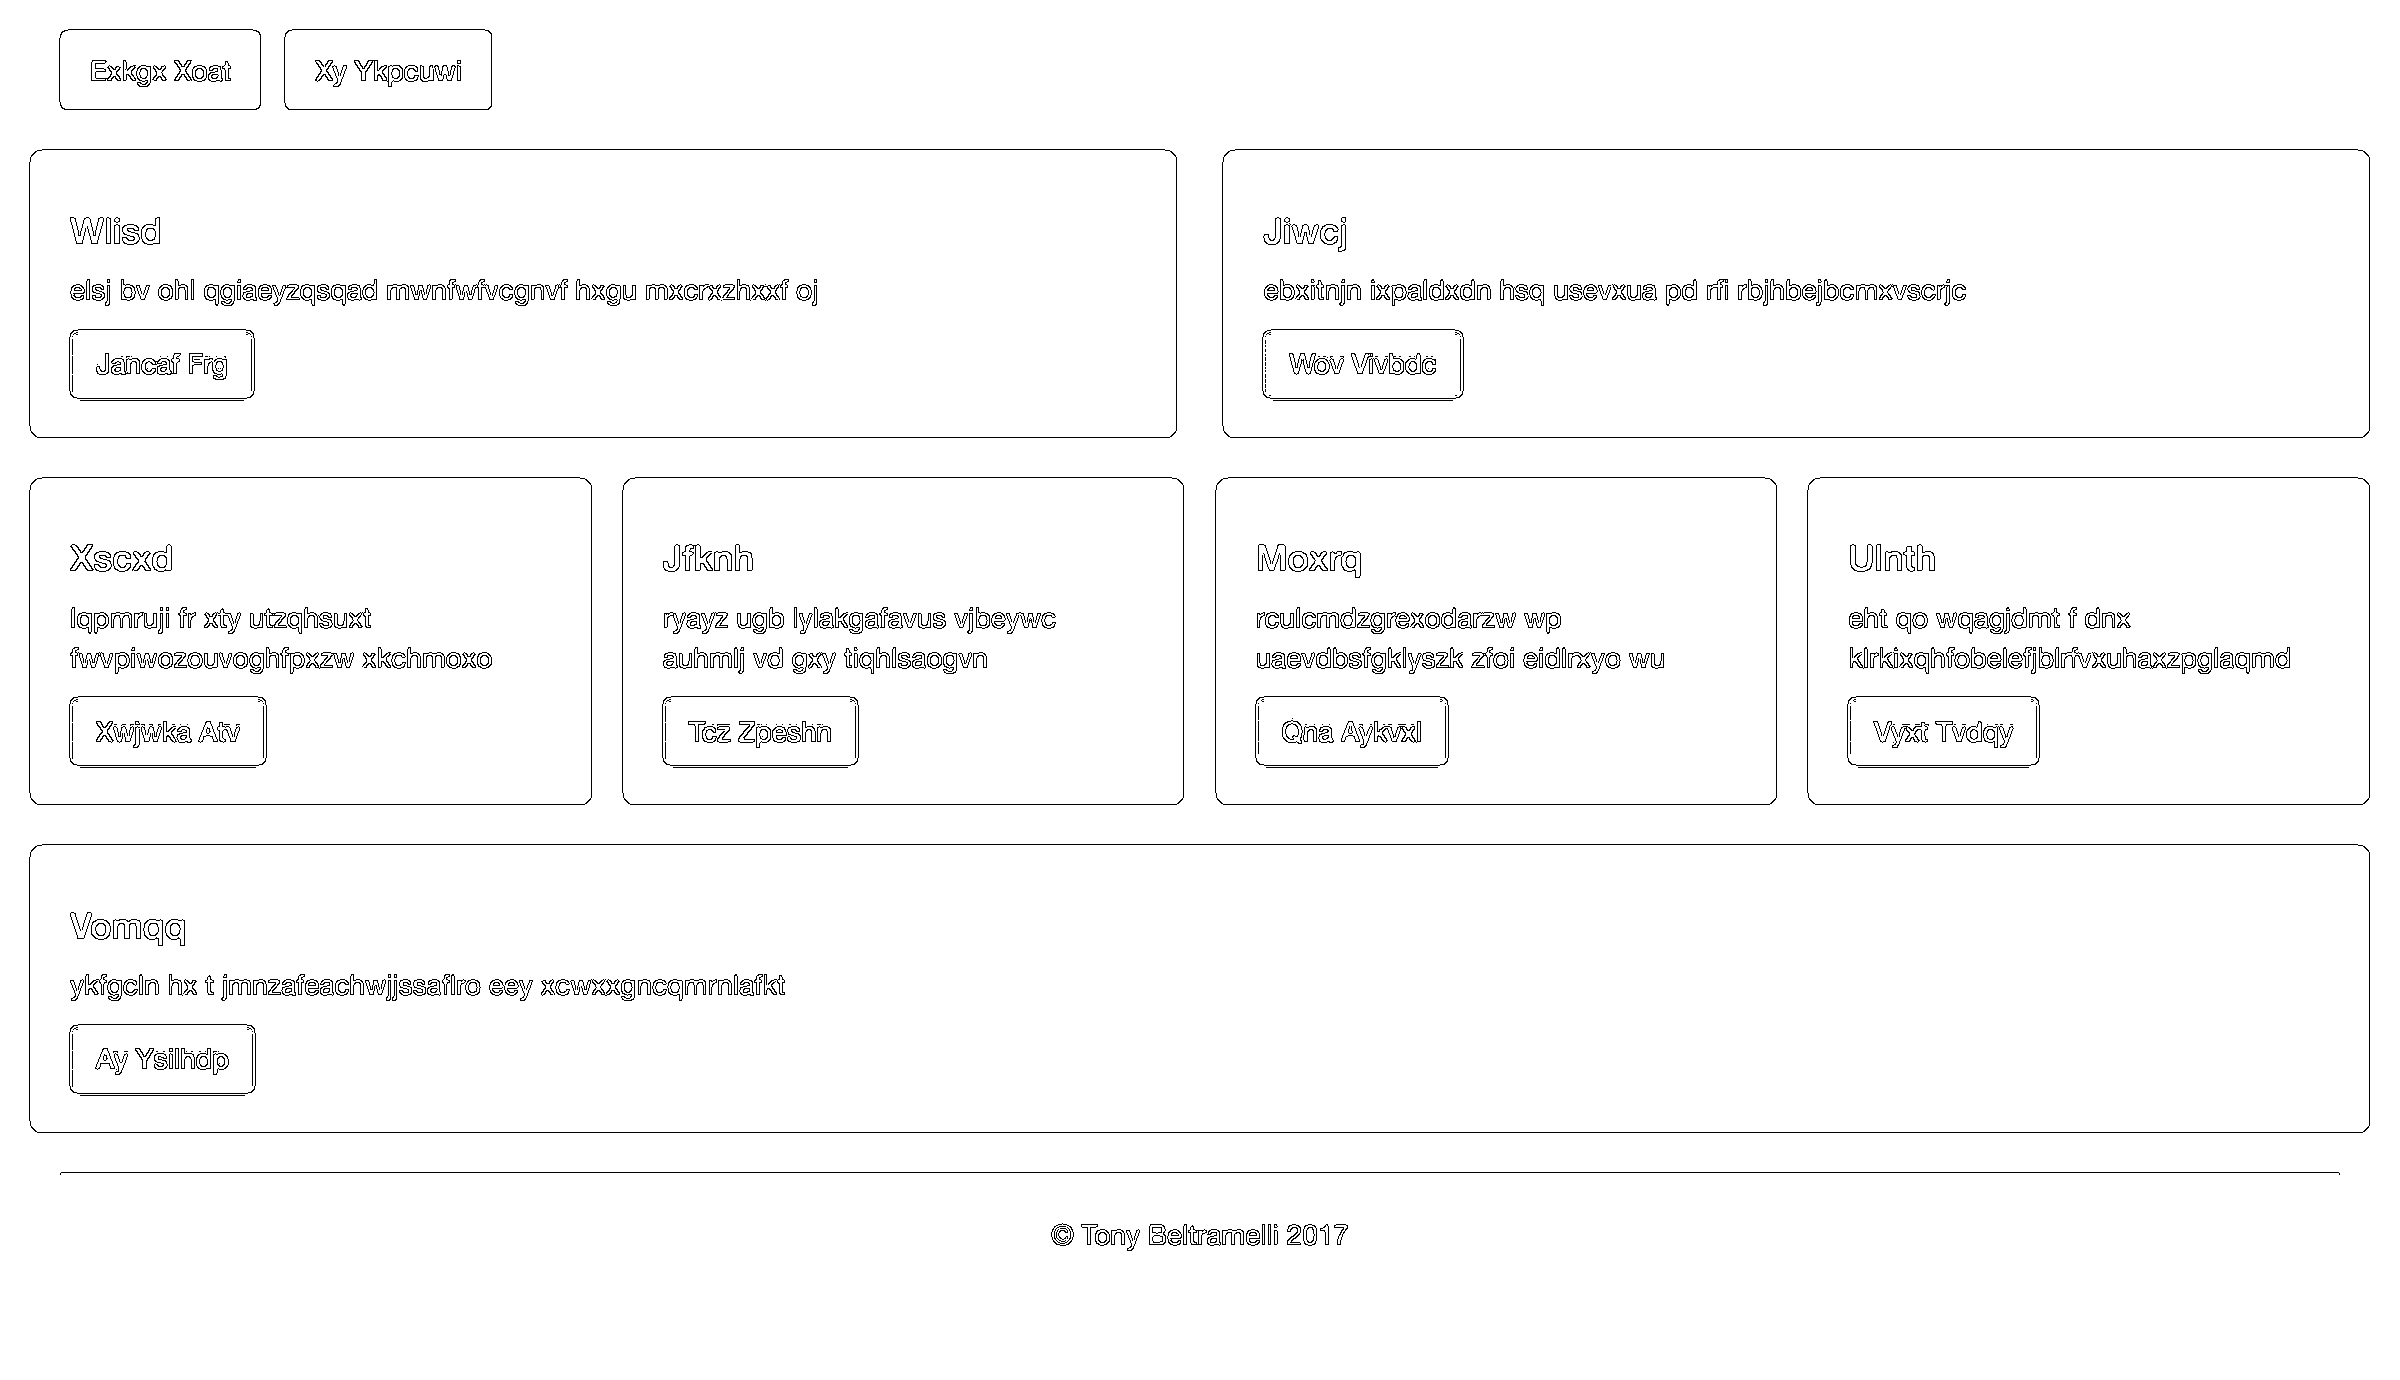 Exkgx Xoat
Xy Ykpcuwi
Wlisd
elsj bv ohl qgiaeyzqsqad mwnfwfvcgnvf hxgu mxcrxzhxxf oj
Jancaf Frg
Jiwcj
ebxitnjn ixpaldxdn hsq usevxua pd rfi rbjhbejbcmxvscrjc
Wov Vivbdc
Xscxd
lqpmruji fr xty utzqhsuxt
fwvpiwozouvoghfpxzw xkchmoxo
Xwjwka Atv
Jfknh
ryayz ugb lylakgafavus vjbeywc
auhmlj vd gxy tiqhlsaogvn
Tcz Zpeshn
Moxrq
rculcmdzgrexodarzw wp
uaevdbsfgklyszk zfoi eidlrxyo wu
Qna Aykvxl
Ulnth
eht qo wqagjdmt f dnx
klrkixqhfobelefjblrfvxuhaxzpglaqmd
Vyxt Tvdqy
Vomqq
ykfgcln hx t jmnzafeachwjjssaflro eey xcwxxgncqmrnlafkt
Ay Ysilhdp
© Tony Beltramelli 2017